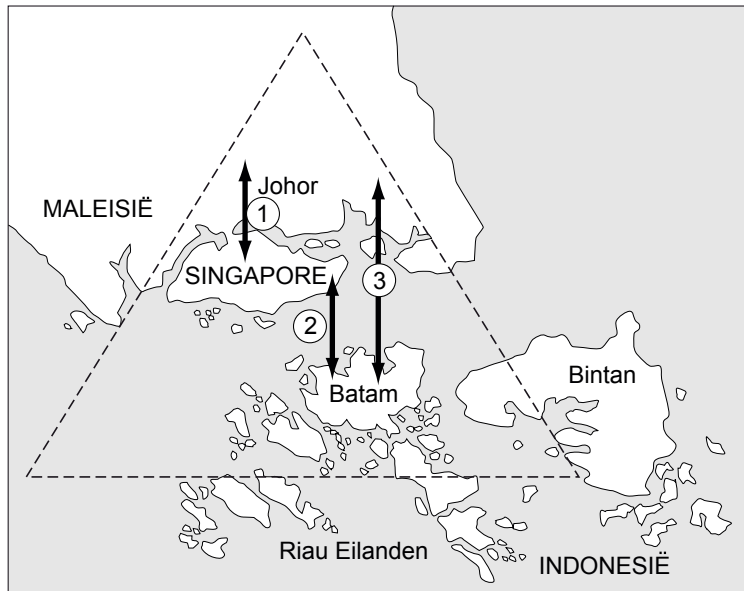 Johor
MALEISIË
1
SINGAPORE
3
2
Bintan
Batam
Riau Eilanden
INDONESIË